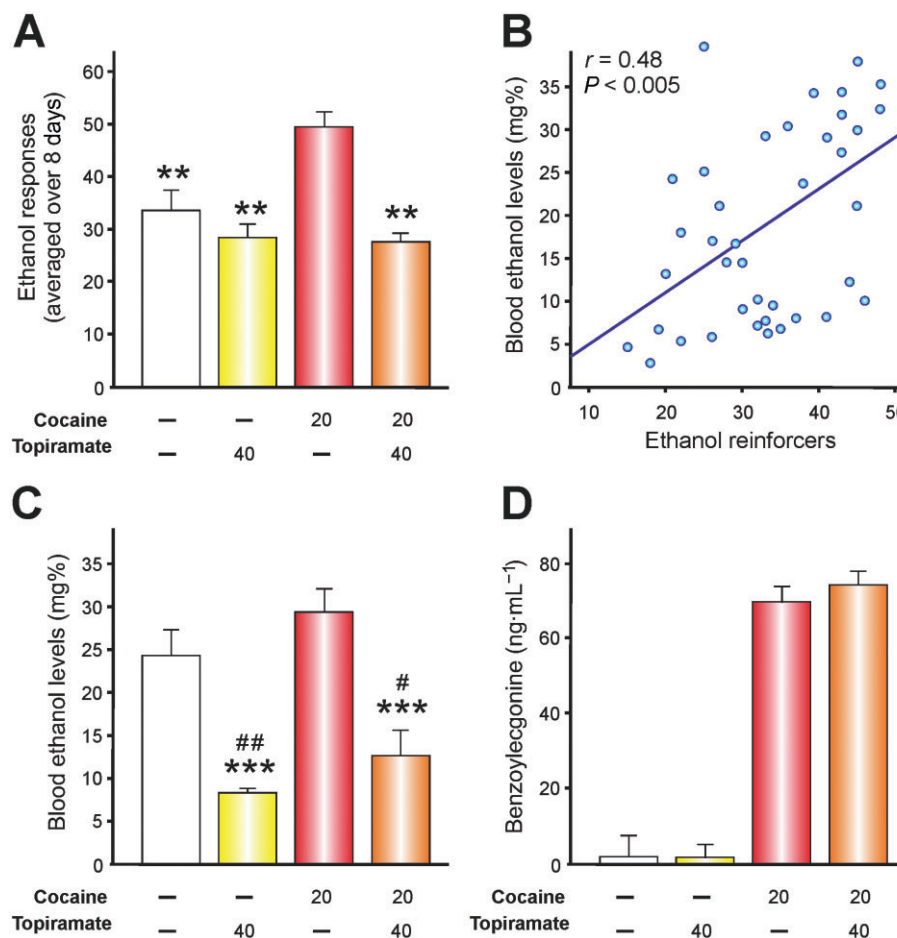 A
Ethanol responses
(averaged over 8 days)
60
50
40
30
20
10
0
**
**
**
Cocaine – – 20 20
Topiramate – 40 – 40
B
r = 0.48
P < 0.005
Blood ethanol levels (mg%)
35
30
25
20
15
10
5
0
10 20 30 40 50
Ethanol reinforcers
C
Blood ethanol levels (mg%)
35
30
25
20
15
10
5
0
##
***
#
***
Cocaine – – 20 20
Topiramate – 40 – 40
D
Benzoylecgonine (ng·mL⁻¹)
80
60
40
20
0
Cocaine – – 20 20
Topiramate – 40 – 40